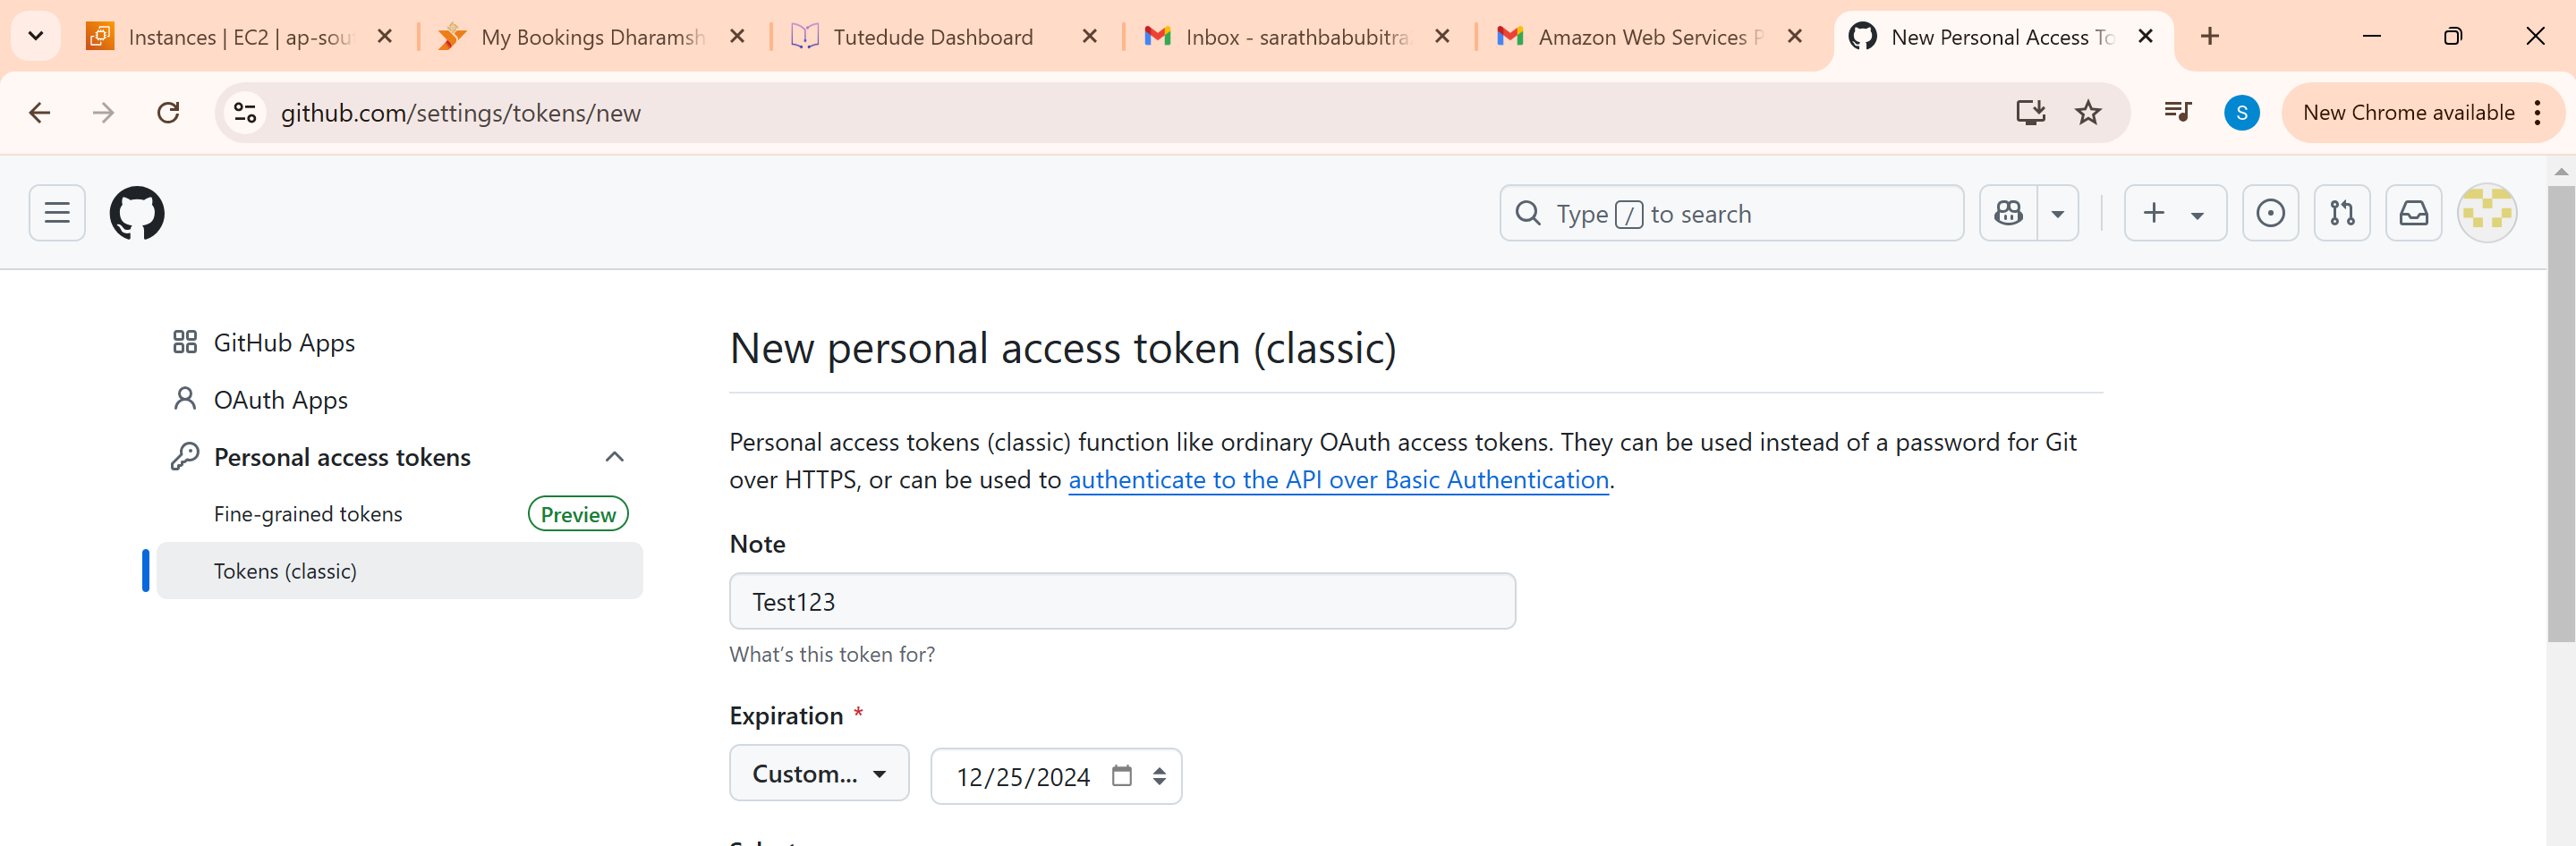 Instances | EC2 | ap-sou
My Bookings Dharamsh
Tutedude Dashboard
Inbox - sarathbabubitra
Amazon Web Services P
New Personal Access To
github.com/settings/tokens/new
S
New Chrome available
Type / to search
GitHub Apps
OAuth Apps
Personal access tokens
Fine-grained tokens
Preview
Tokens (classic)
New personal access token (classic)
Personal access tokens (classic) function like ordinary OAuth access tokens. They can be used instead of a password for Git
over HTTPS, or can be used to authenticate to the API over Basic Authentication.
Note
Test123
What's this token for?
Expiration *
Custom...
12/25/2024